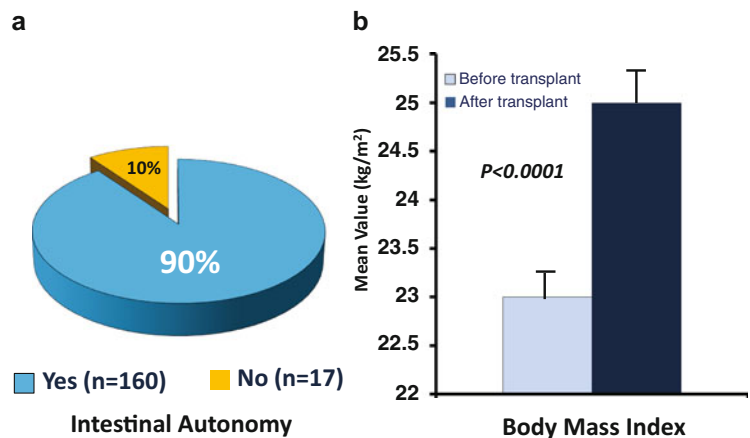 a
10%
90%
Yes (n=160) No (n=17)
Intestinal Autonomy
b
25.5
25
24.5
24
23.5
23
22.5
22
Mean Value (kg/m²)
Before transplant
After transplant
P<0.0001
Body Mass Index